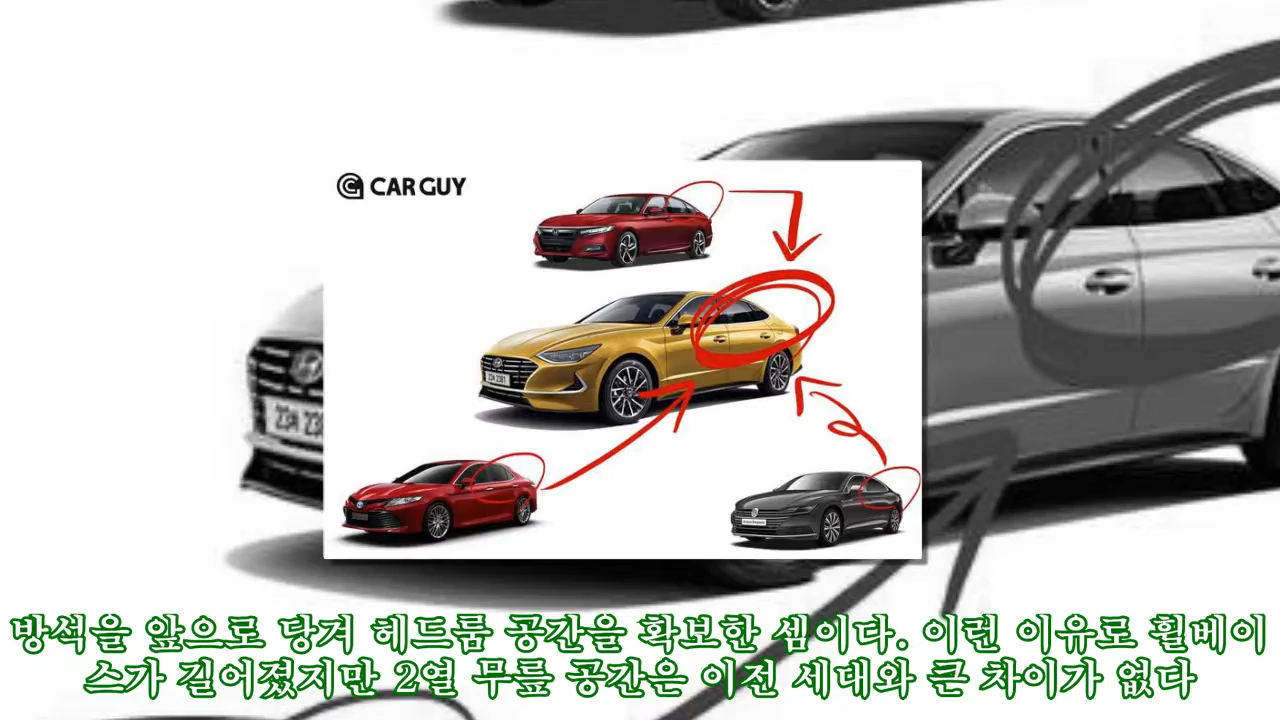 CAR GUY
방석을 앞으로 당겨 헤드룸 공간을 확보한 셈이다. 이런 이유로 휠베이
스가 길어졌지만 2열 무릎 공간은 이전 세대와 큰 차이가 없다